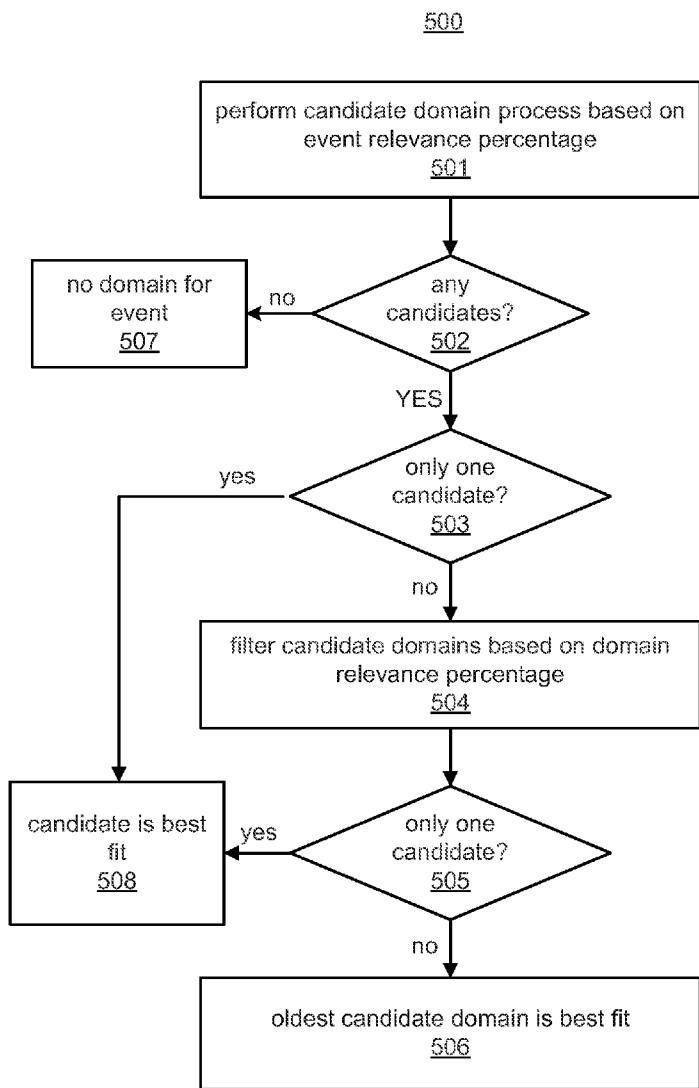 500
perform candidate domain process based on
event relevance percentage
501
any
candidates?
502
no
no domain for
event
507
YES
only one
candidate?
503
yes
no
filter candidate domains based on domain
relevance percentage
504
only one
candidate?
505
yes
candidate is best
fit
508
no
oldest candidate domain is best fit
506